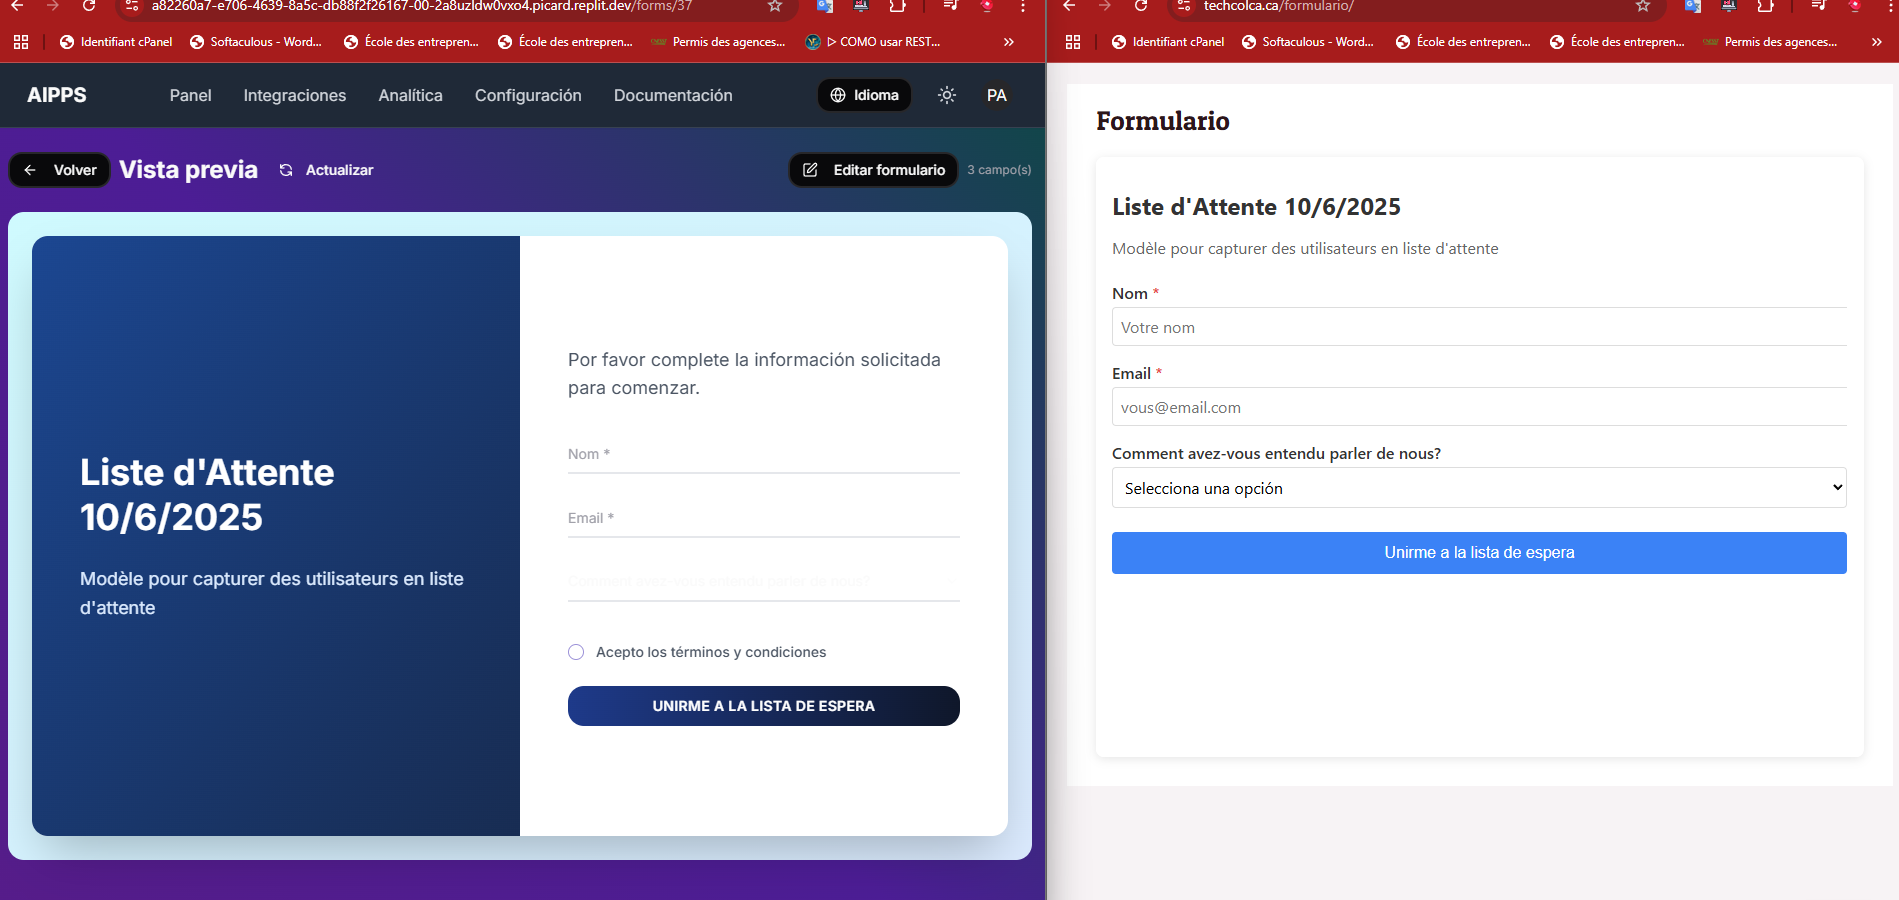 a82260a7-e706-4639-8a5c-db88f2f26167-00-2a8uzldw0vxo4.picard.replit.dev/forms/37
Identifiant cPanel
Softaculous - Word...
École des entrepren...
École des entrepren...
Permis des agences...
▷ COMO usar REST...
»
AIPPS
Panel
Integraciones
Analítica
Configuración
Documentación
Idioma
PA
Volver
Vista previa
Actualizar
Editar formulario
3 campo(s)
Liste d'Attente
10/6/2025
Modèle pour capturer des utilisateurs en liste
d'attente
Por favor complete la información solicitada
para comenzar.
Nom *
Email *
Comment avez-vous entendu parler de nous?
Acepto los términos y condiciones
UNIRME A LA LISTA DE ESPERA
techcolca.ca/formulario/
Identifiant cPanel
Softaculous - Word...
École des entrepren...
École des entrepren...
Permis des agences...
»
Formulario
Liste d'Attente 10/6/2025
Modèle pour capturer des utilisateurs en liste d'attente
Nom *
Votre nom
Email *
vous@email.com
Comment avez-vous entendu parler de nous?
Selecciona una opción
Unirme a la lista de espera